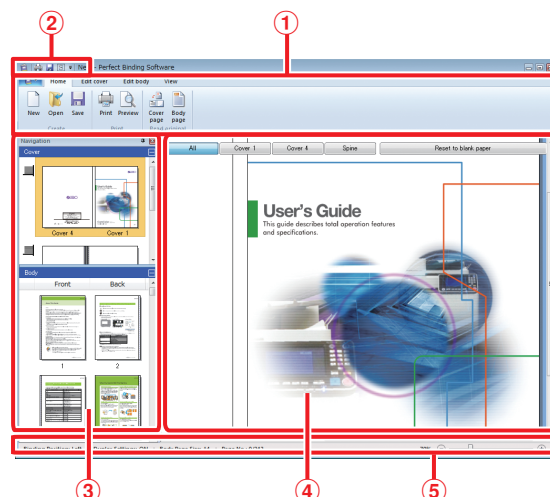 ② ①
Perfect Binding Software
Home Edit cover Edit body View
New Open Save Print Preview Cover page Body page
Create Print Read original
Navigation
Cover
All Cover 1 Cover 4 Spine Reset to blank paper
User's Guide
This guide describes total operation features
and specifications.
Cover 4 Cover 1
Body
Front Back
1 2
③ ④ ⑤